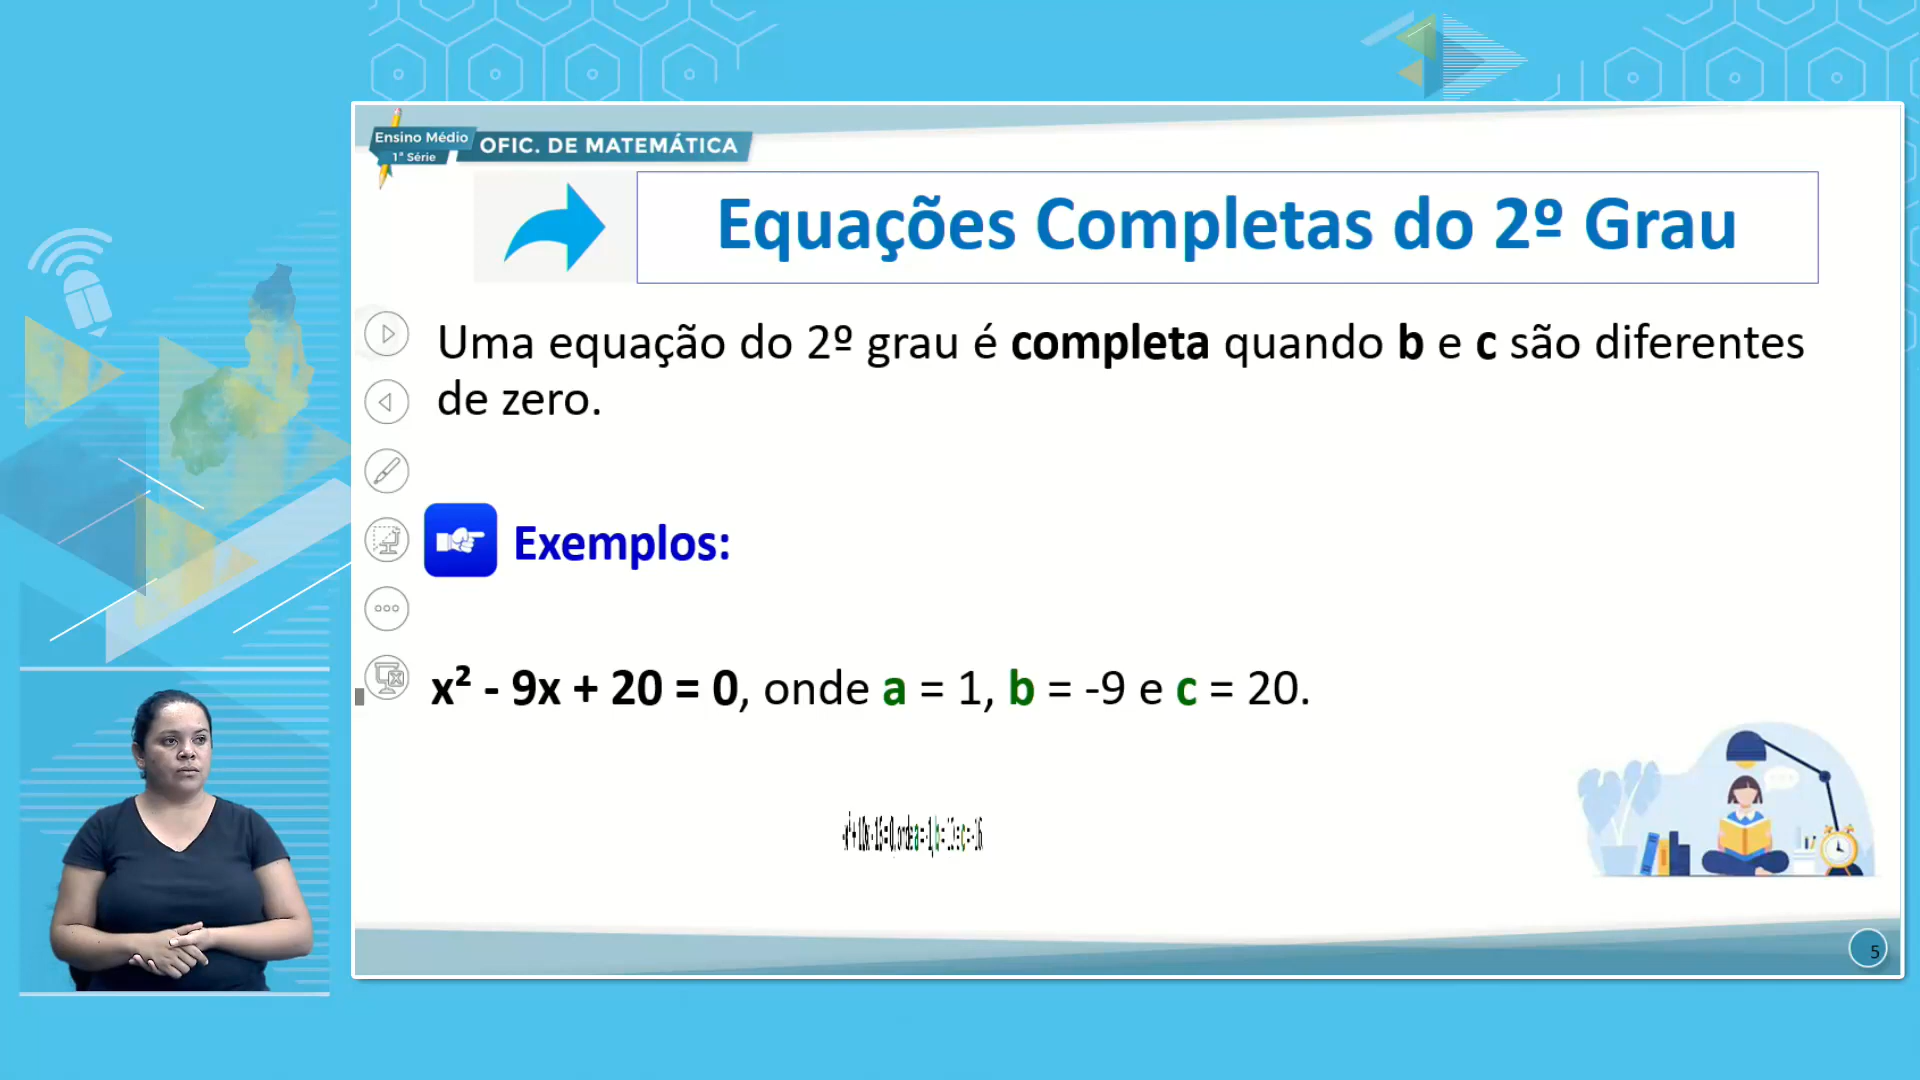 Ensino Médio
1ª Série
OFIC. DE MATEMÁTICA
Equações Completas do 2º Grau
Uma equação do 2º grau é completa quando b e c são diferentes
de zero.
Exemplos:
x² - 9x + 20 = 0, onde a = 1, b = -9 e c = 20.
5